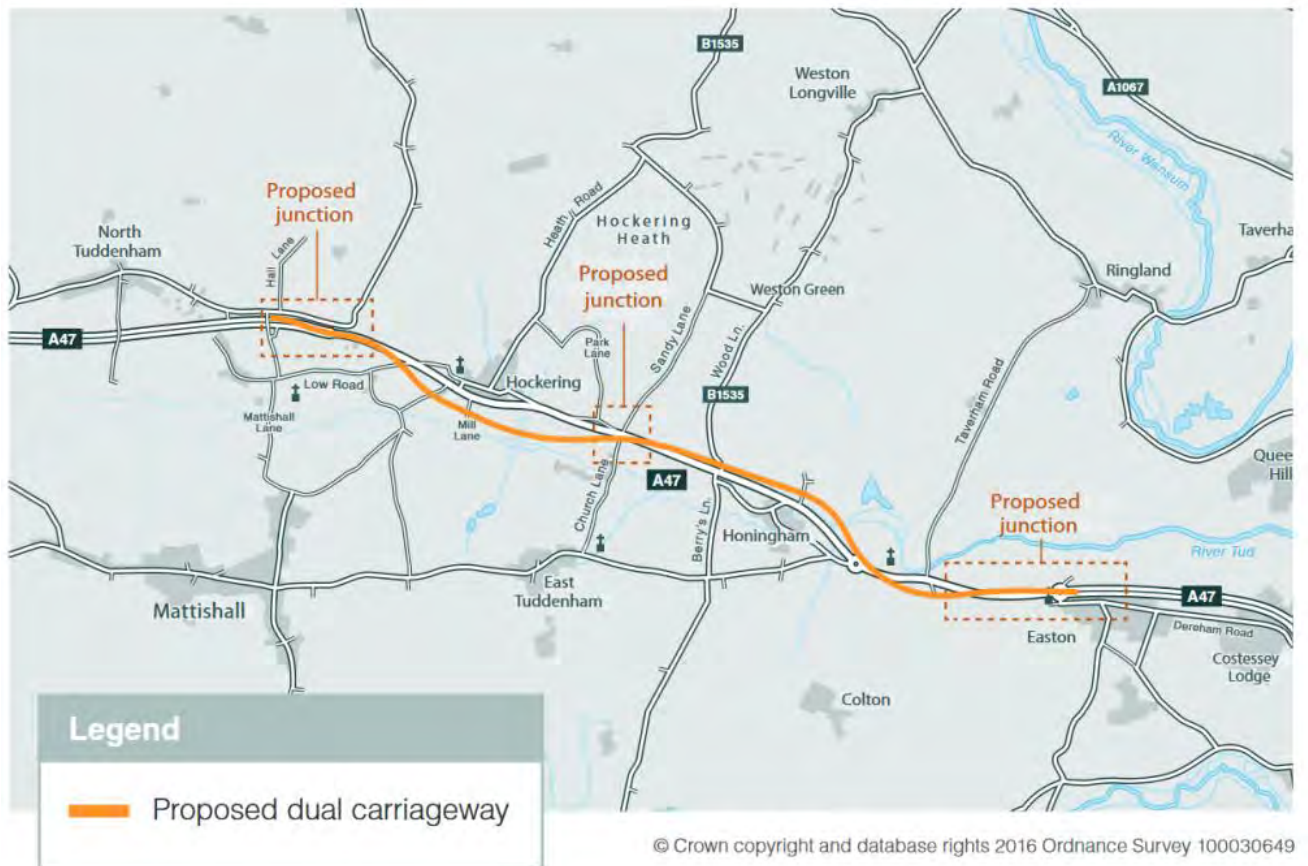 B1535
Weston
Longville
A1067
River Wensum
Proposed
junction
North
Tuddenham
Hall Lane
Heath Road
Hockering
Heath
Taverha
Ringland
Proposed
junction
Weston Green
A47
Park
Lane
Sandy Lane
Wood Ln.
Low Road
Hockering
B1535
Taverham Road
Mattishall
Lane
Mill
Lane
Quee
Hill
A47
Church Lane
Berry's Ln.
Honingham
Proposed
junction
River Tud
Mattishall
East
Tuddenham
A47
Easton
Dereham Road
Costessey
Lodge
Colton
Legend
Proposed dual carriageway
© Crown copyright and database rights 2016 Ordnance Survey 100030649